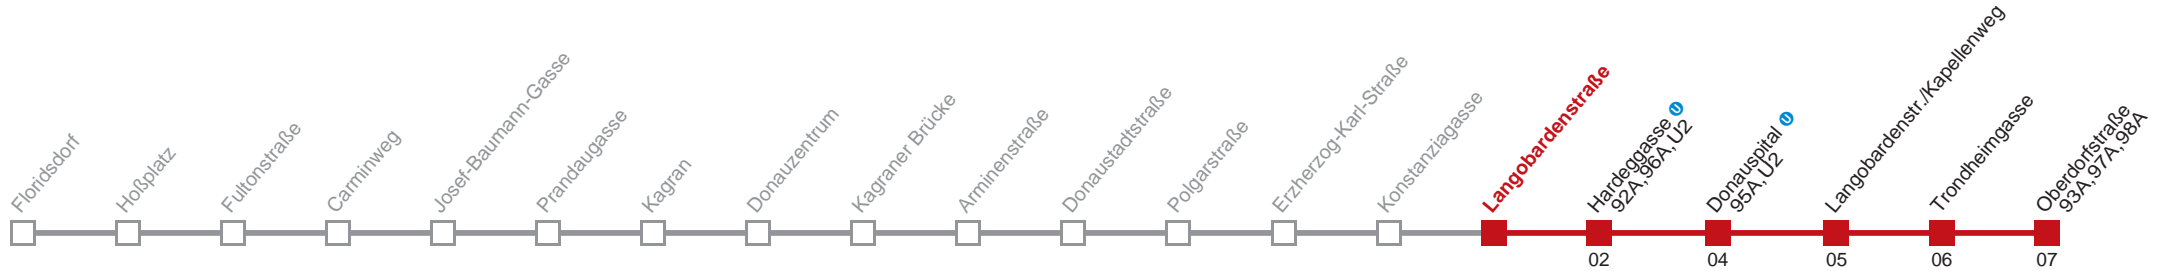 Floridsdorf
Hoßplatz
Fultonstraße
Carminweg
Josef-Baumann-Gasse
Prandaugasse
Kagran
Donauzentrum
Kagraner Brücke
Arminenstraße
Donaustadtstraße
Polgarstraße
Erzherzog-Karl-Straße
Konstanziagasse
Langobardenstraße
Hardeggasse U
92A, 96A, U2
Donauspital U
95A, U2
Langobardenstr./Kapellenweg
Trondheimgasse
Oberdorfstraße
93A, 97A, 98A
02
04
05
06
07